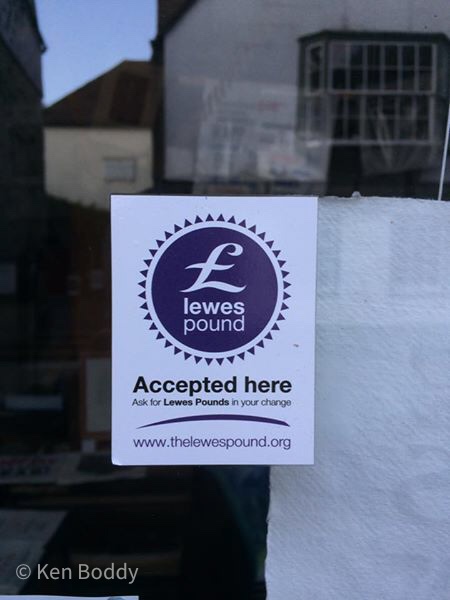 £
lewes
pound
Accepted here
Ask for Lewes Pounds in your change
www.thelewespound.org
© Ken Boddy